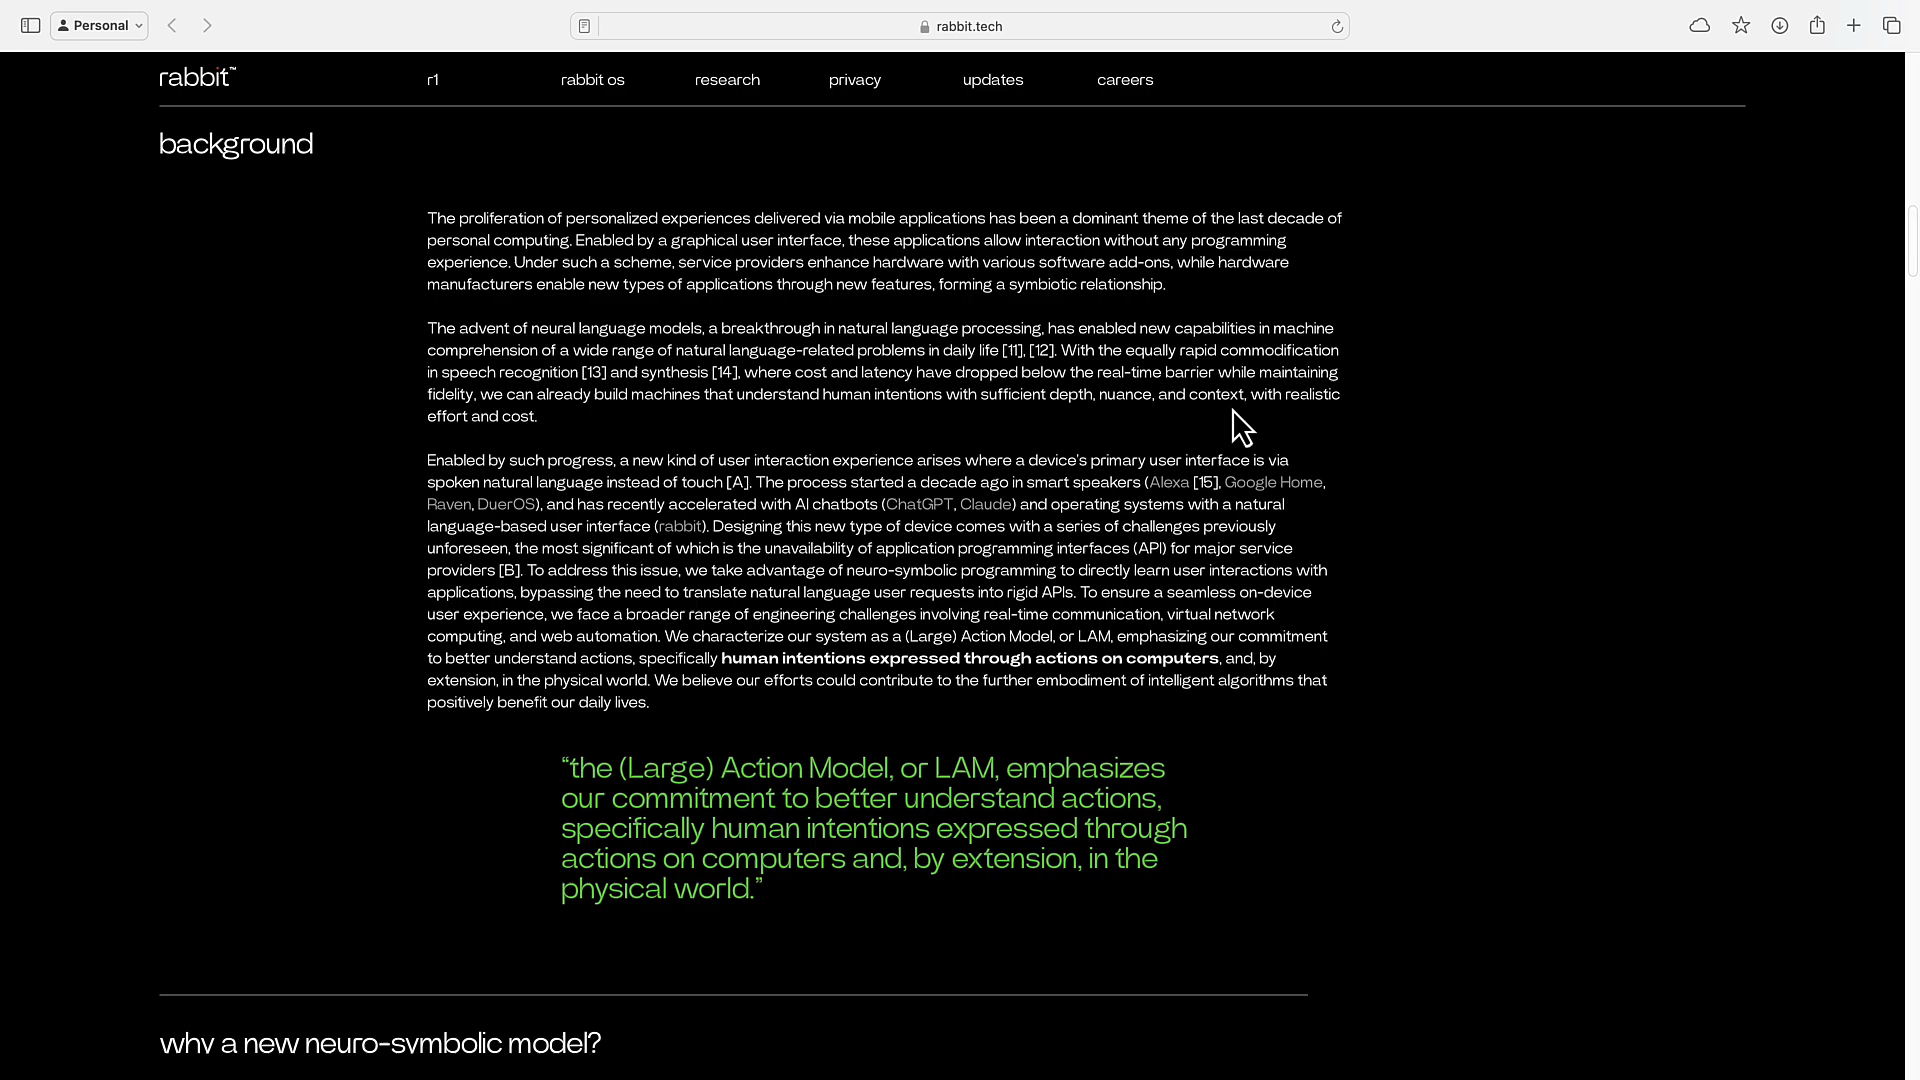 Personal
rabbit.tech
rabbit™
r1
rabbit os
research
privacy
updates
careers
background
The proliferation of personalized experiences delivered via mobile applications has been a dominant theme of the last decade of
personal computing. Enabled by a graphical user interface, these applications allow interaction without any programming
experience. Under such a scheme, service providers enhance hardware with various software add-ons, while hardware
manufacturers enable new types of applications through new features, forming a symbiotic relationship.
The advent of neural language models, a breakthrough in natural language processing, has enabled new capabilities in machine
comprehension of a wide range of natural language-related problems in daily life [11], [12]. With the equally rapid commodification
in speech recognition [13] and synthesis [14], where cost and latency have dropped below the real-time barrier while maintaining
fidelity, we can already build machines that understand human intentions with sufficient depth, nuance, and context, with realistic
effort and cost.
Enabled by such progress, a new kind of user interaction experience arises where a device's primary user interface is via
spoken natural language instead of touch [A]. The process started a decade ago in smart speakers (Alexa [15], Google Home,
Raven, DuerOS), and has recently accelerated with AI chatbots (ChatGPT, Claude) and operating systems with a natural
language-based user interface (rabbit). Designing this new type of device comes with a series of challenges previously
unforeseen, the most significant of which is the unavailability of application programming interfaces (API) for major service
providers [B]. To address this issue, we take advantage of neuro-symbolic programming to directly learn user interactions with
applications, bypassing the need to translate natural language user requests into rigid APIs. To ensure a seamless on-device
user experience, we face a broader range of engineering challenges involving real-time communication, virtual network
computing, and web automation. We characterize our system as a (Large) Action Model, or LAM, emphasizing our commitment
to better understand actions, specifically human intentions expressed through actions on computers, and, by
extension, in the physical world. We believe our efforts could contribute to the further embodiment of intelligent algorithms that
positively benefit our daily lives.
“the (Large) Action Model, or LAM, emphasizes
our commitment to better understand actions,
specifically human intentions expressed through
actions on computers and, by extension, in the
physical world.”
why a new neuro-symbolic model?